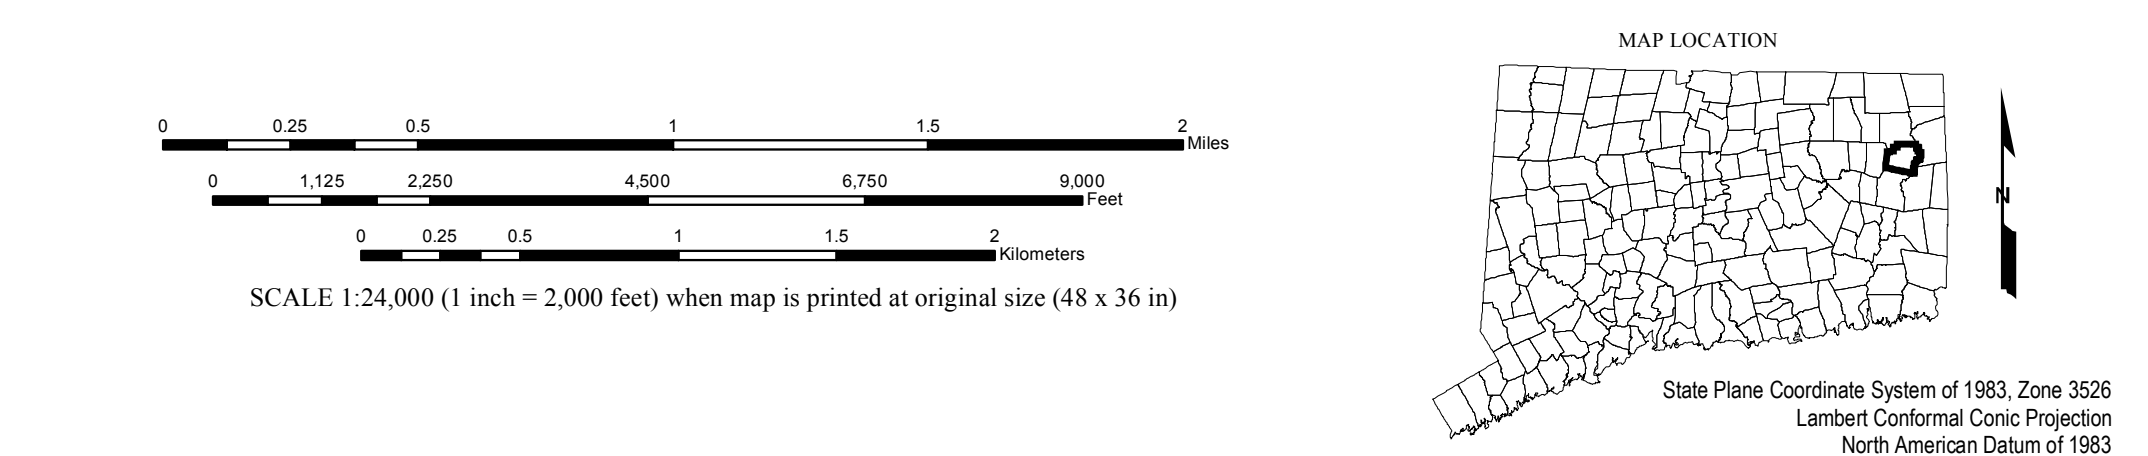 MAP LOCATION
0 0.25 0.5 1 1.5 2
Miles
0 1,125 2,250 4,500 6,750 9,000
Feet
0 0.25 0.5 1 1.5 2
Kilometers
SCALE 1:24,000 (1 inch = 2,000 feet) when map is printed at original size (48 x 36 in)
N
State Plane Coordinate System of 1983, Zone 3526
Lambert Conformal Conic Projection
North American Datum of 1983